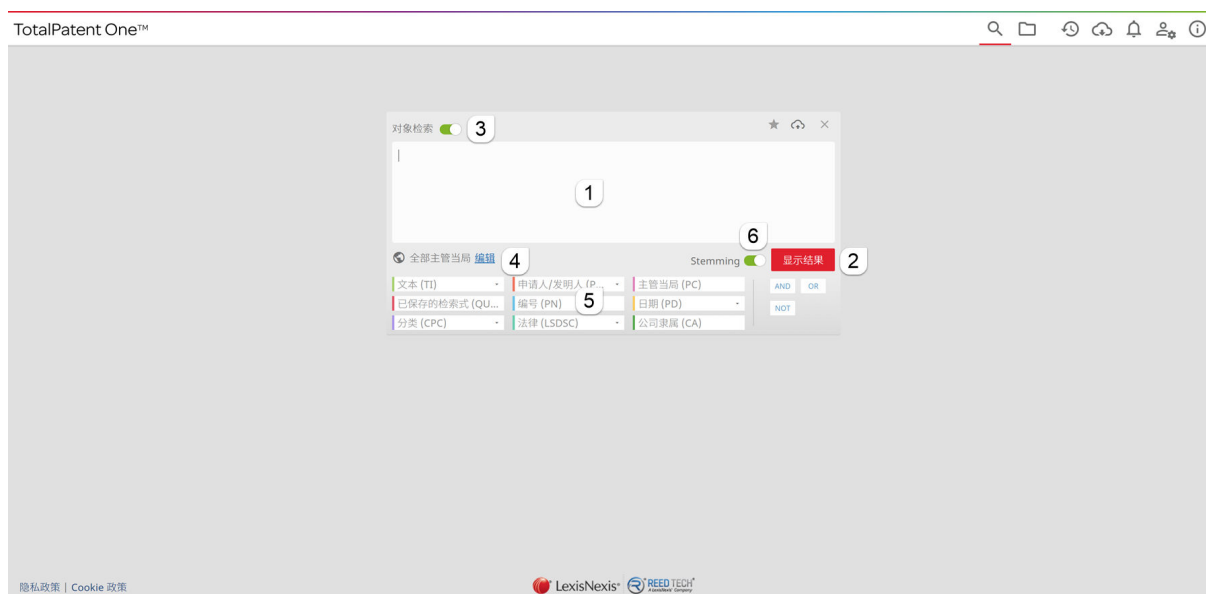 TotalPatent One™
对象检索 3
1
6
全部主管当局 编辑 4 Stemming 显示结果 2
文本 (TI) 申请人/发明人 (P... 主管当局 (PC) AND OR
已保存的检索式 (QU... 编号 (PN) 5 日期 (PD) NOT
分类 (CPC) 法律 (LSDSC) 公司隶属 (CA)
隐私政策 | Cookie 政策 LexisNexis® REED TECH®
A LexisNexis® Company